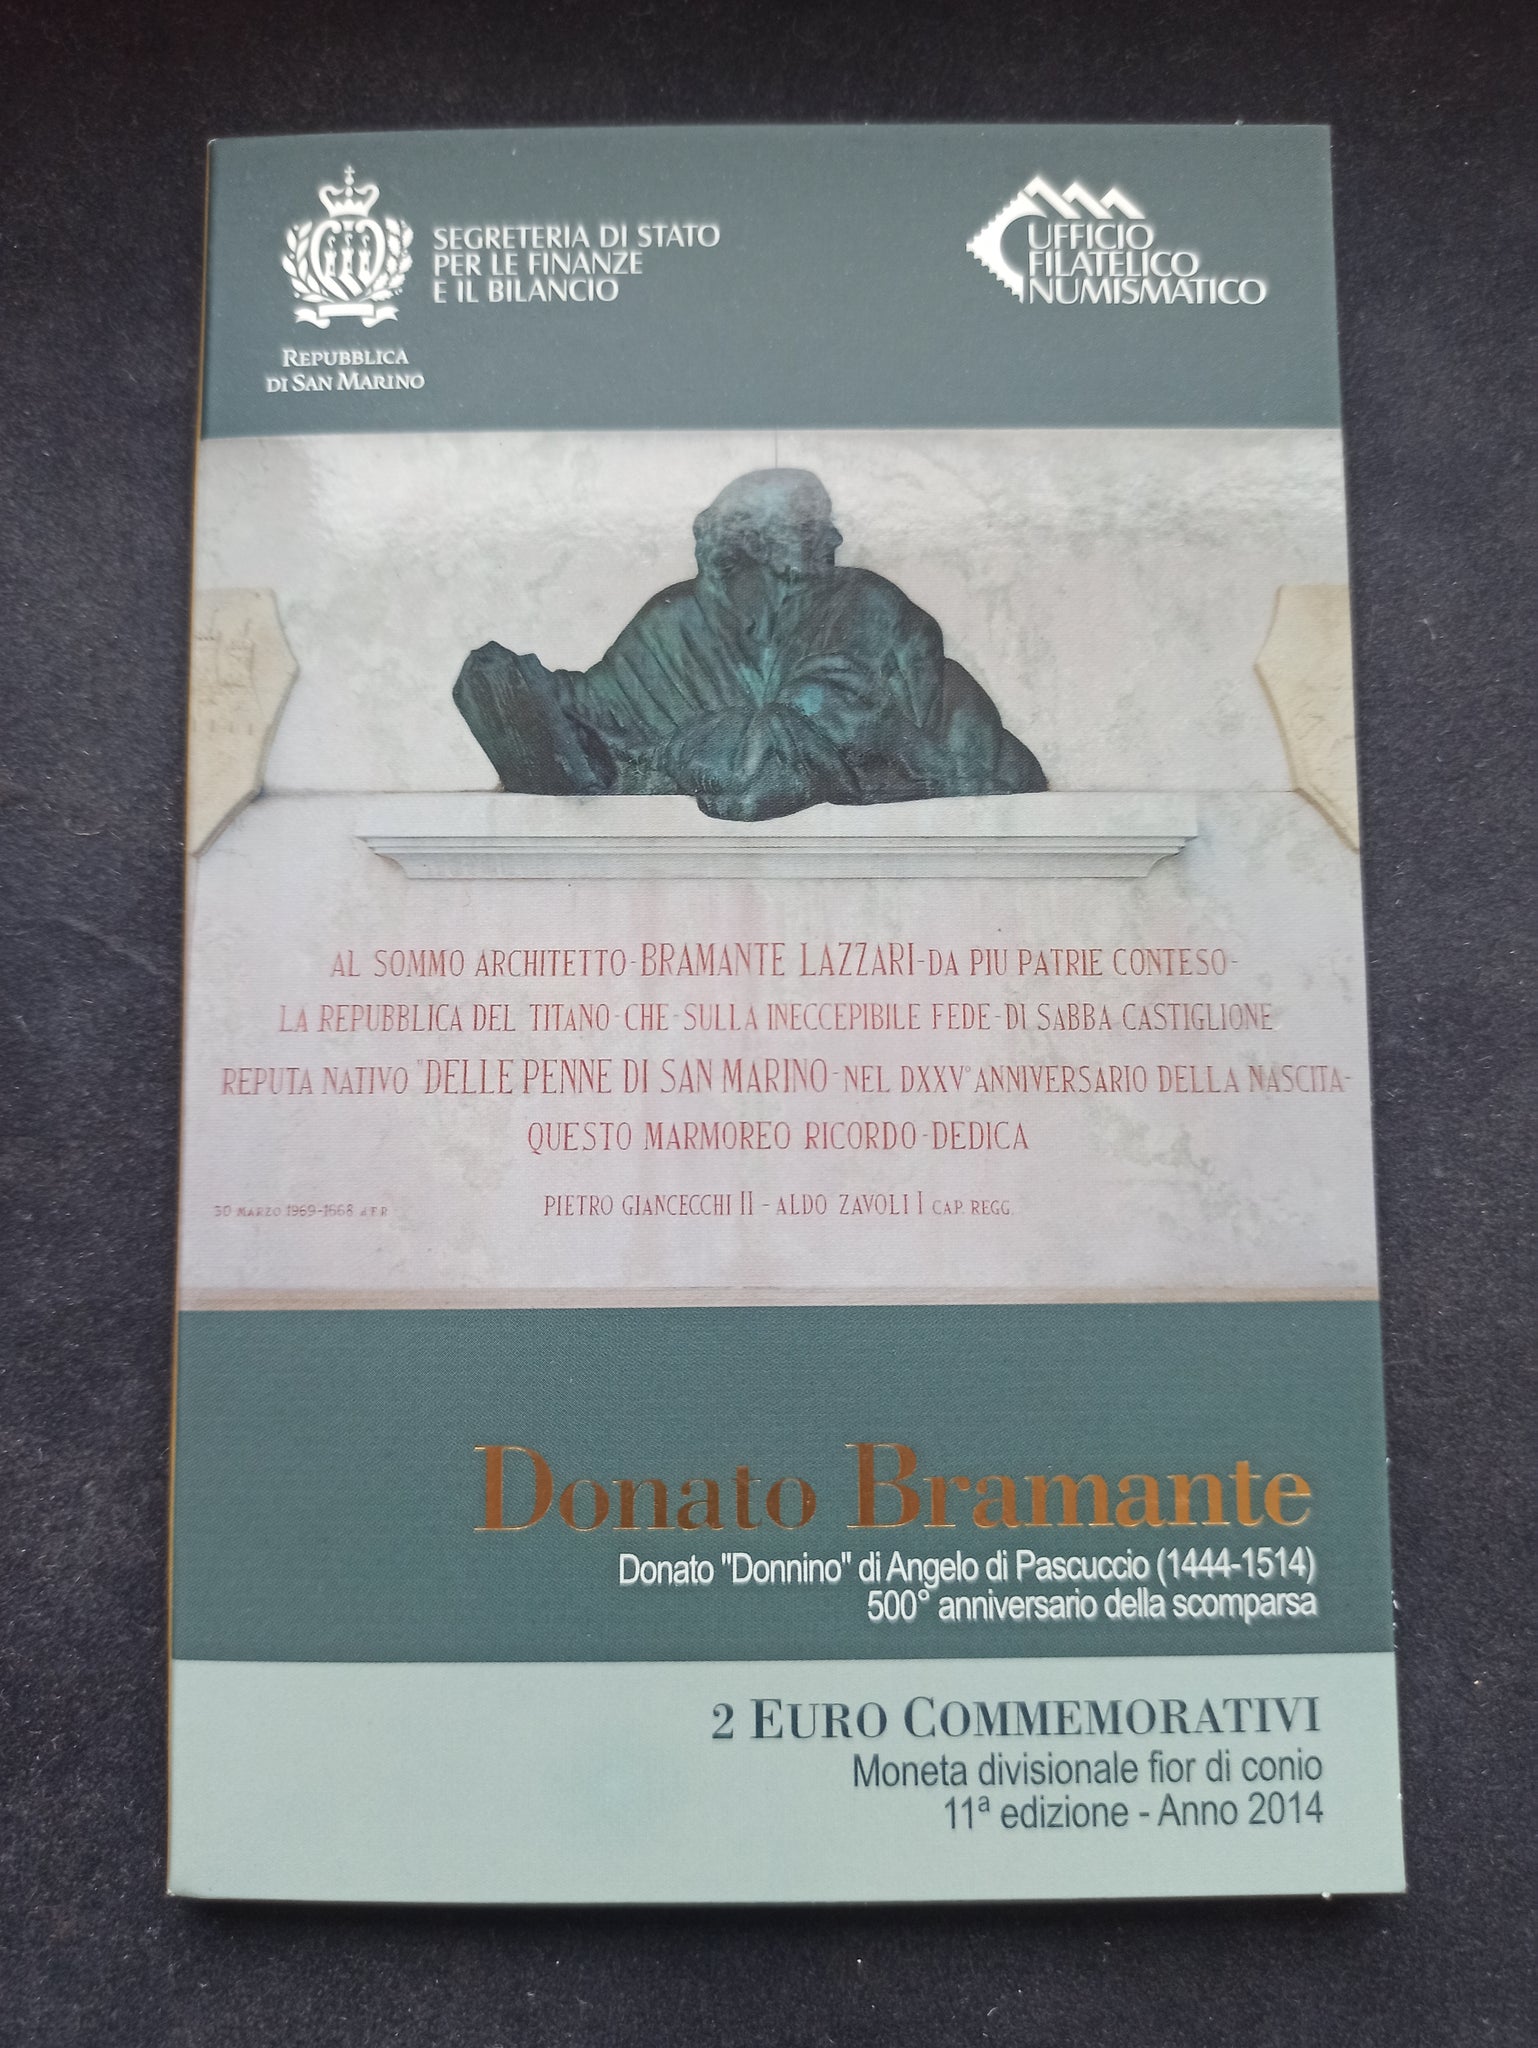 SEGRETERIA DI STATO
PER LE FINANZE
E IL BILANCIO
REPUBBLICA
DI SAN MARINO
UFFICIO
FILATELICO
NUMISMATICO
AL SOMMO ARCHITETTO-BRAMANTE LAZZARI-DA PIU PATRIE CONTESO-
LA REPUBBLICA DEL TITANO-CHE-SULLA INECCEPIBILE FEDE-DI SABBA CASTIGLIONE
REPUTA NATIVO "DELLE PENNE DI SAN MARINO-NEL DXXV° ANNIVERSARIO DELLA NASCITA-
QUESTO MARMOREO RICORDO-DEDICA
PIETRO GIANCECCHI II - ALDO ZAVOLI I CAP. REGG.
30 MARZO 1969-1668 d.F.R
Donato Bramante
Donato "Donnino" di Angelo di Pascuccio (1444-1514)
500° anniversario della scomparsa
2 EURO COMMEMORATIVI
Moneta divisionale fior di conio
11ª edizione - Anno 2014